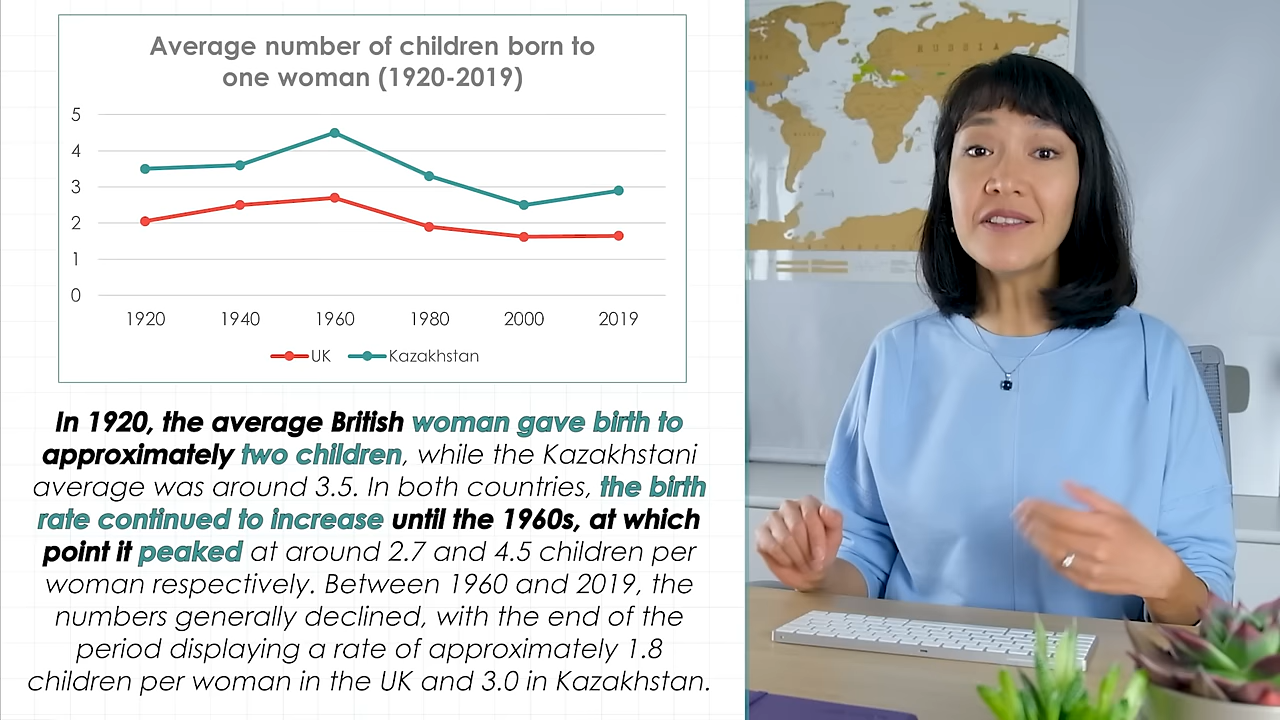 Average number of children born to
one woman (1920-2019)
5
4
3
2
1
0
1920 1940 1960 1980 2000 2019
UK Kazakhstan
In 1920, the average British woman gave birth to
approximately two children, while the Kazakhstani
average was around 3.5. In both countries, the birth
rate continued to increase until the 1960s, at which
point it peaked at around 2.7 and 4.5 children per
woman respectively. Between 1960 and 2019, the
numbers generally declined, with the end of the
period displaying a rate of approximately 1.8
children per woman in the UK and 3.0 in Kazakhstan.
RUSSIA